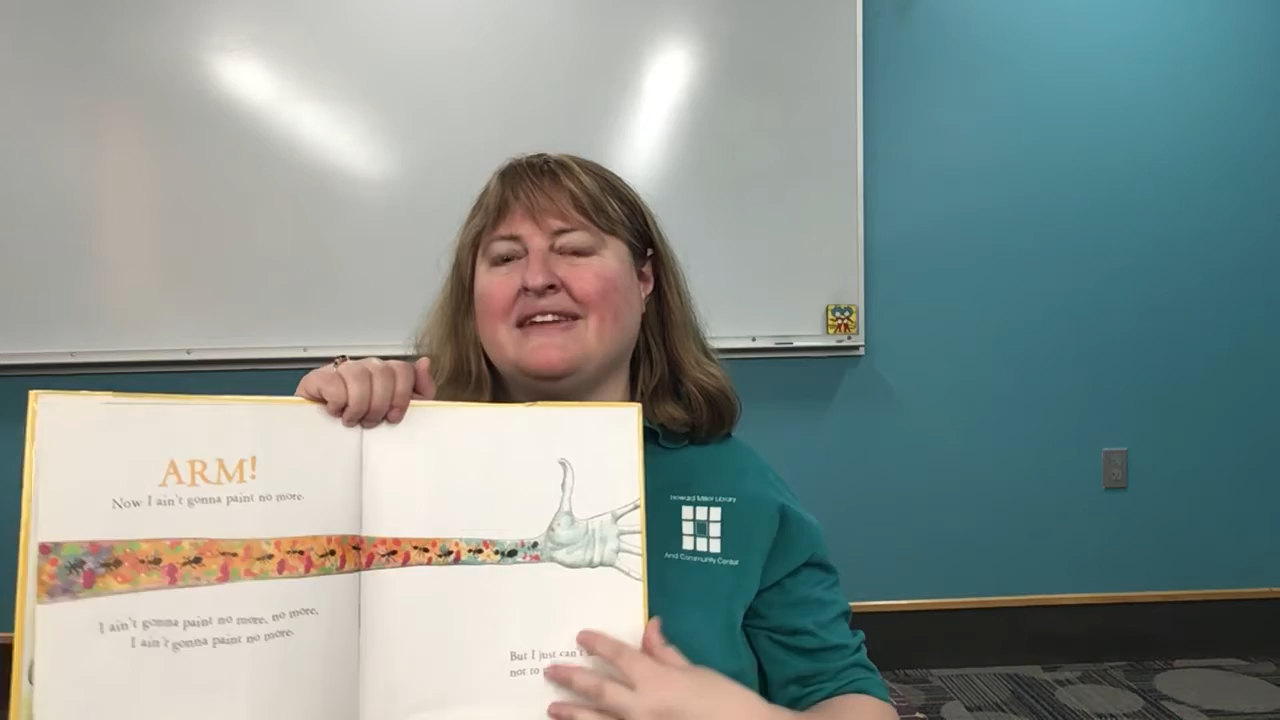 ARM!
Now I ain't gonna paint no more.
I ain't gonna paint no more, no more,
I ain't gonna paint no more.
But I just can't
not to
Howard Miller Library
And Community Center